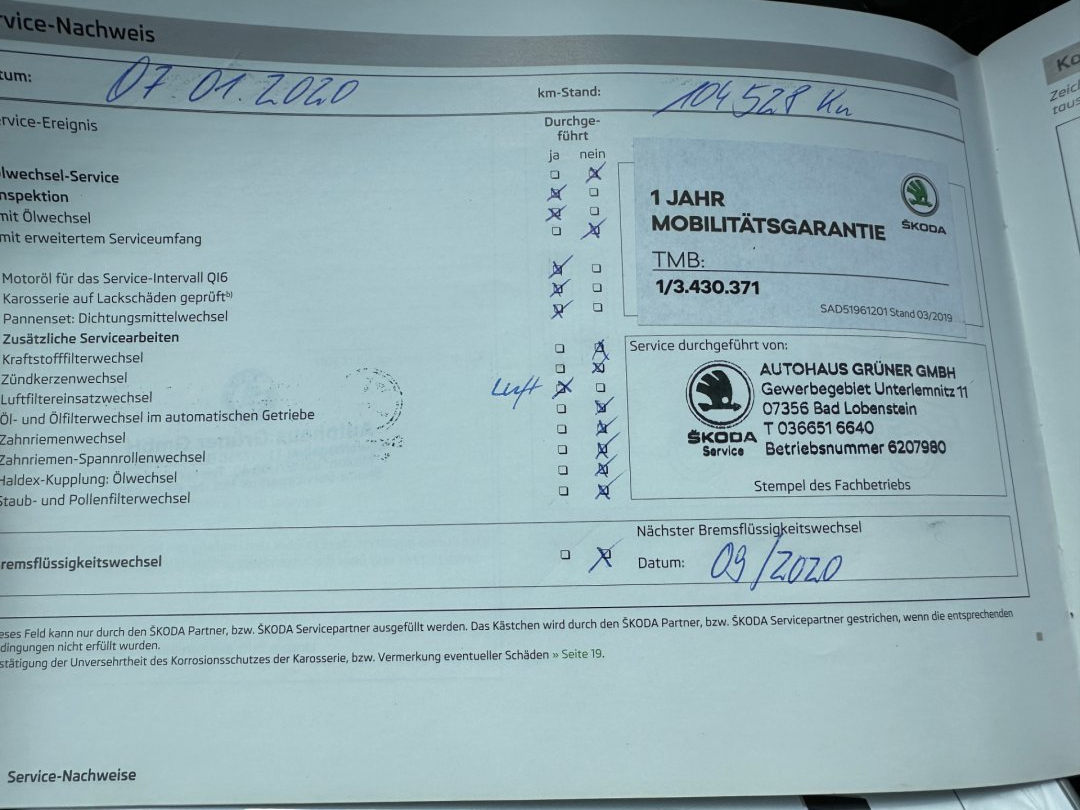 rvice-Nachweis
tum: 07.01.2020 km-Stand: 104528 Km
rvice-Ereignis
Durchge-
führt
ja nein
lwechsel-Service
nspektion
mit Ölwechsel
mit erweitertem Serviceumfang
Motoröl für das Service-Intervall QI6
Karosserie auf Lackschäden geprüftᵇ⁾
Pannenset: Dichtungsmittelwechsel
Zusätzliche Servicearbeiten
Kraftstofffilterwechsel
Zündkerzenwechsel
Luftfiltereinsatzwechsel Luft
Öl- und Ölfilterwechsel im automatischen Getriebe
Zahnriemenwechsel
Zahnriemen-Spannrollenwechsel
Haldex-Kupplung: Ölwechsel
Staub- und Pollenfilterwechsel
1 JAHR
MOBILITÄTSGARANTIE
ŠKODA
TMB:
1/3.430.371
SAD51961201 Stand 03/2019
Service durchgeführt von:
ŠKODA
Service
AUTOHAUS GRÜNER GMBH
Gewerbegebiet Unterlemnitz 11
07356 Bad Lobenstein
T 036651 6640
Betriebsnummer 6207980
Stempel des Fachbetriebs
remsflüssigkeitswechsel
Nächster Bremsflüssigkeitswechsel
Datum: 09/2020
eses Feld kann nur durch den ŠKODA Partner, bzw. ŠKODA Servicepartner ausgefüllt werden. Das Kästchen wird durch den ŠKODA Partner, bzw. ŠKODA Servicepartner gestrichen, wenn die entsprechenden
dingungen nicht erfüllt wurden.
stätigung der Unversehrtheit des Korrosionsschutzes der Karosserie, bzw. Vermerkung eventueller Schäden » Seite 19.
Service-Nachweise
Ko
Zeich
taus